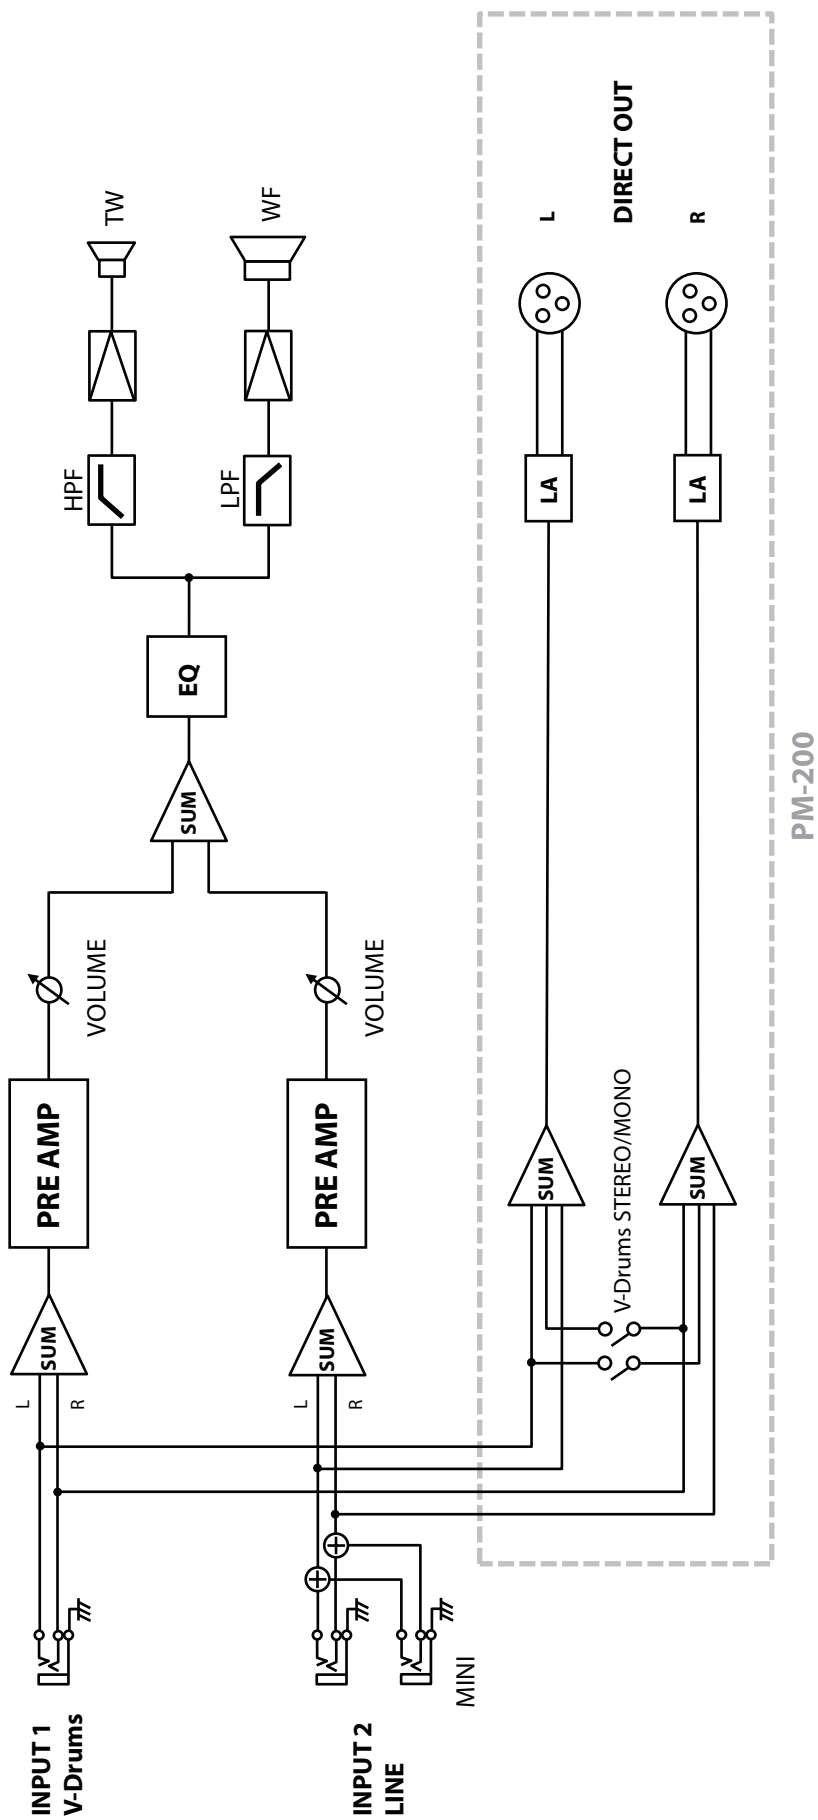 INPUT 1
V-Drums
L
R
SUM
PRE AMP
VOLUME
INPUT 2
LINE
MINI
L
R
SUM
PRE AMP
VOLUME
SUM
EQ
HPF
TW
LPF
WF
V-Drums STEREO/MONO
SUM
LA
L
SUM
LA
R
DIRECT OUT
PM-200